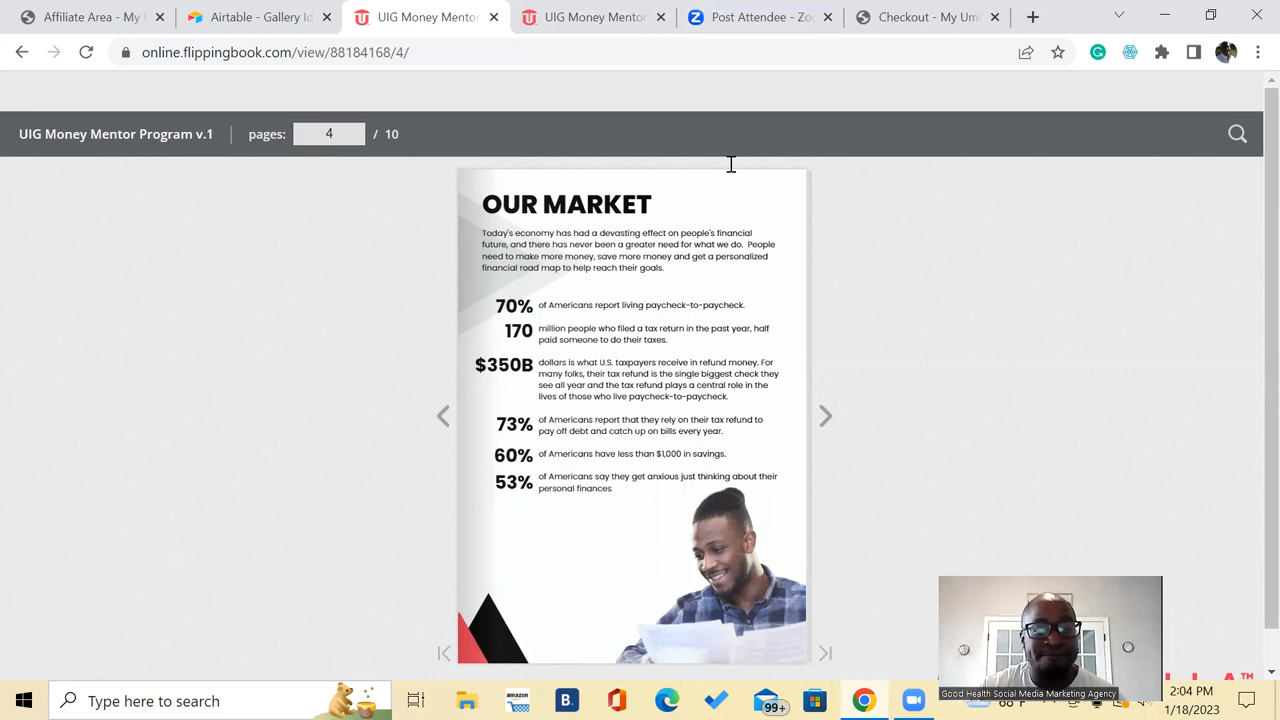 Affiliate Area - My
Airtable - Gallery Id
UIG Money Mentor
UIG Money Mentor
Post Attendee - Zoo
Checkout - My Um
online.flippingbook.com/view/88184168/4/
UIG Money Mentor Program v.1
pages: 4 / 10
OUR MARKET
Today's economy has had a devasting effect on people's financial
future, and there has never been a greater need for what we do. People
need to make more money, save more money and get a personalized
financial road map to help reach their goals.
70% of Americans report living paycheck-to-paycheck.
170 million people who filed a tax return in the past year, half
paid someone to do their taxes.
$350B dollars is what U.S. taxpayers receive in refund money. For
many folks, their tax refund is the single biggest check they
see all year and the tax refund plays a central role in the
lives of those who live paycheck-to-paycheck.
73% of Americans report that they rely on their tax refund to
pay off debt and catch up on bills every year.
60% of Americans have less than $1,000 in savings.
53% of Americans say they get anxious just thinking about their
personal finances
Good Health Social Media Marketing Agency
Type here to search
amazon
B.
99+
68°
2:04 PM
1/18/2023